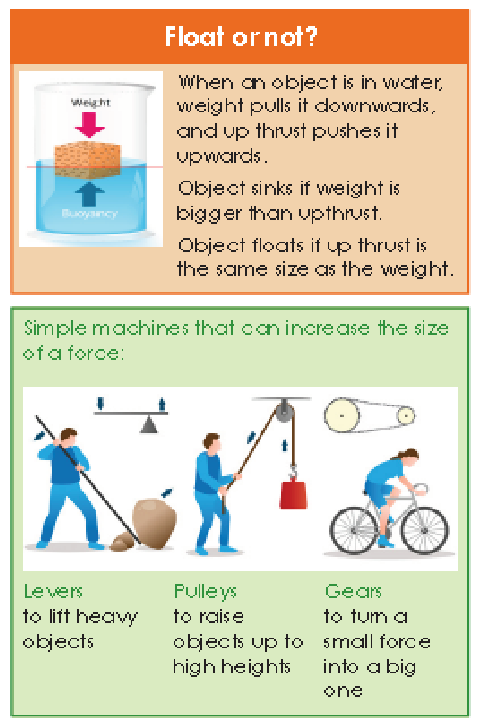 Float or not?
Weight
Buoyancy
When an object is in water,
weight pulls it downwards,
and up thrust pushes it
upwards.
Object sinks if weight is
bigger than upthrust.
Object floats if up thrust is
the same size as the weight.
Simple machines that can increase the size
of a force:
Levers
to lift heavy
objects
Pulleys
to raise
objects up to
high heights
Gears
to turn a
small force
into a big
one